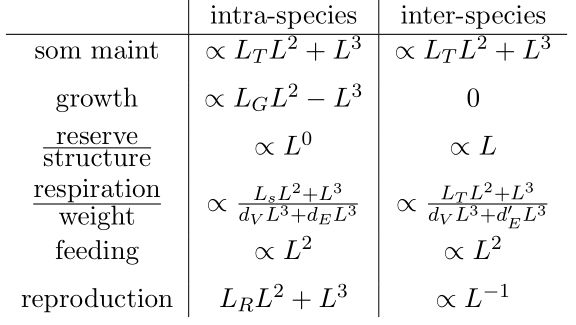 intra-species inter-species
som maint ∝ L_T L^2 + L^3 ∝ L_T L^2 + L^3
growth ∝ L_G L^2 − L^3 0
reserve/structure ∝ L^0 ∝ L
respiration/weight ∝ (L_s L^2+L^3)/(d_V L^3+d_E L^3) ∝ (L_T L^2+L^3)/(d_V L^3+d'_E L^3)
feeding ∝ L^2 ∝ L^2
reproduction L_R L^2 + L^3 ∝ L^{-1}